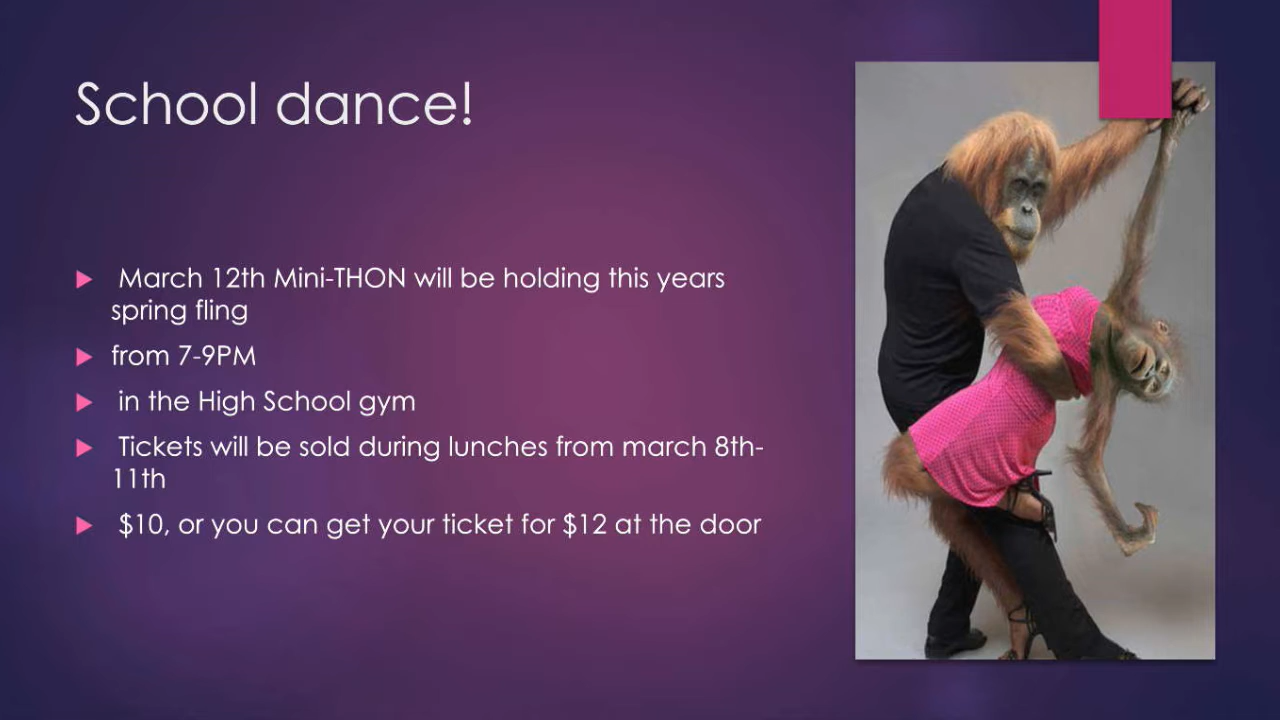 School dance!
March 12th Mini-THON will be holding this years
spring fling
from 7-9PM
in the High School gym
Tickets will be sold during lunches from march 8th-
11th
$10, or you can get your ticket for $12 at the door